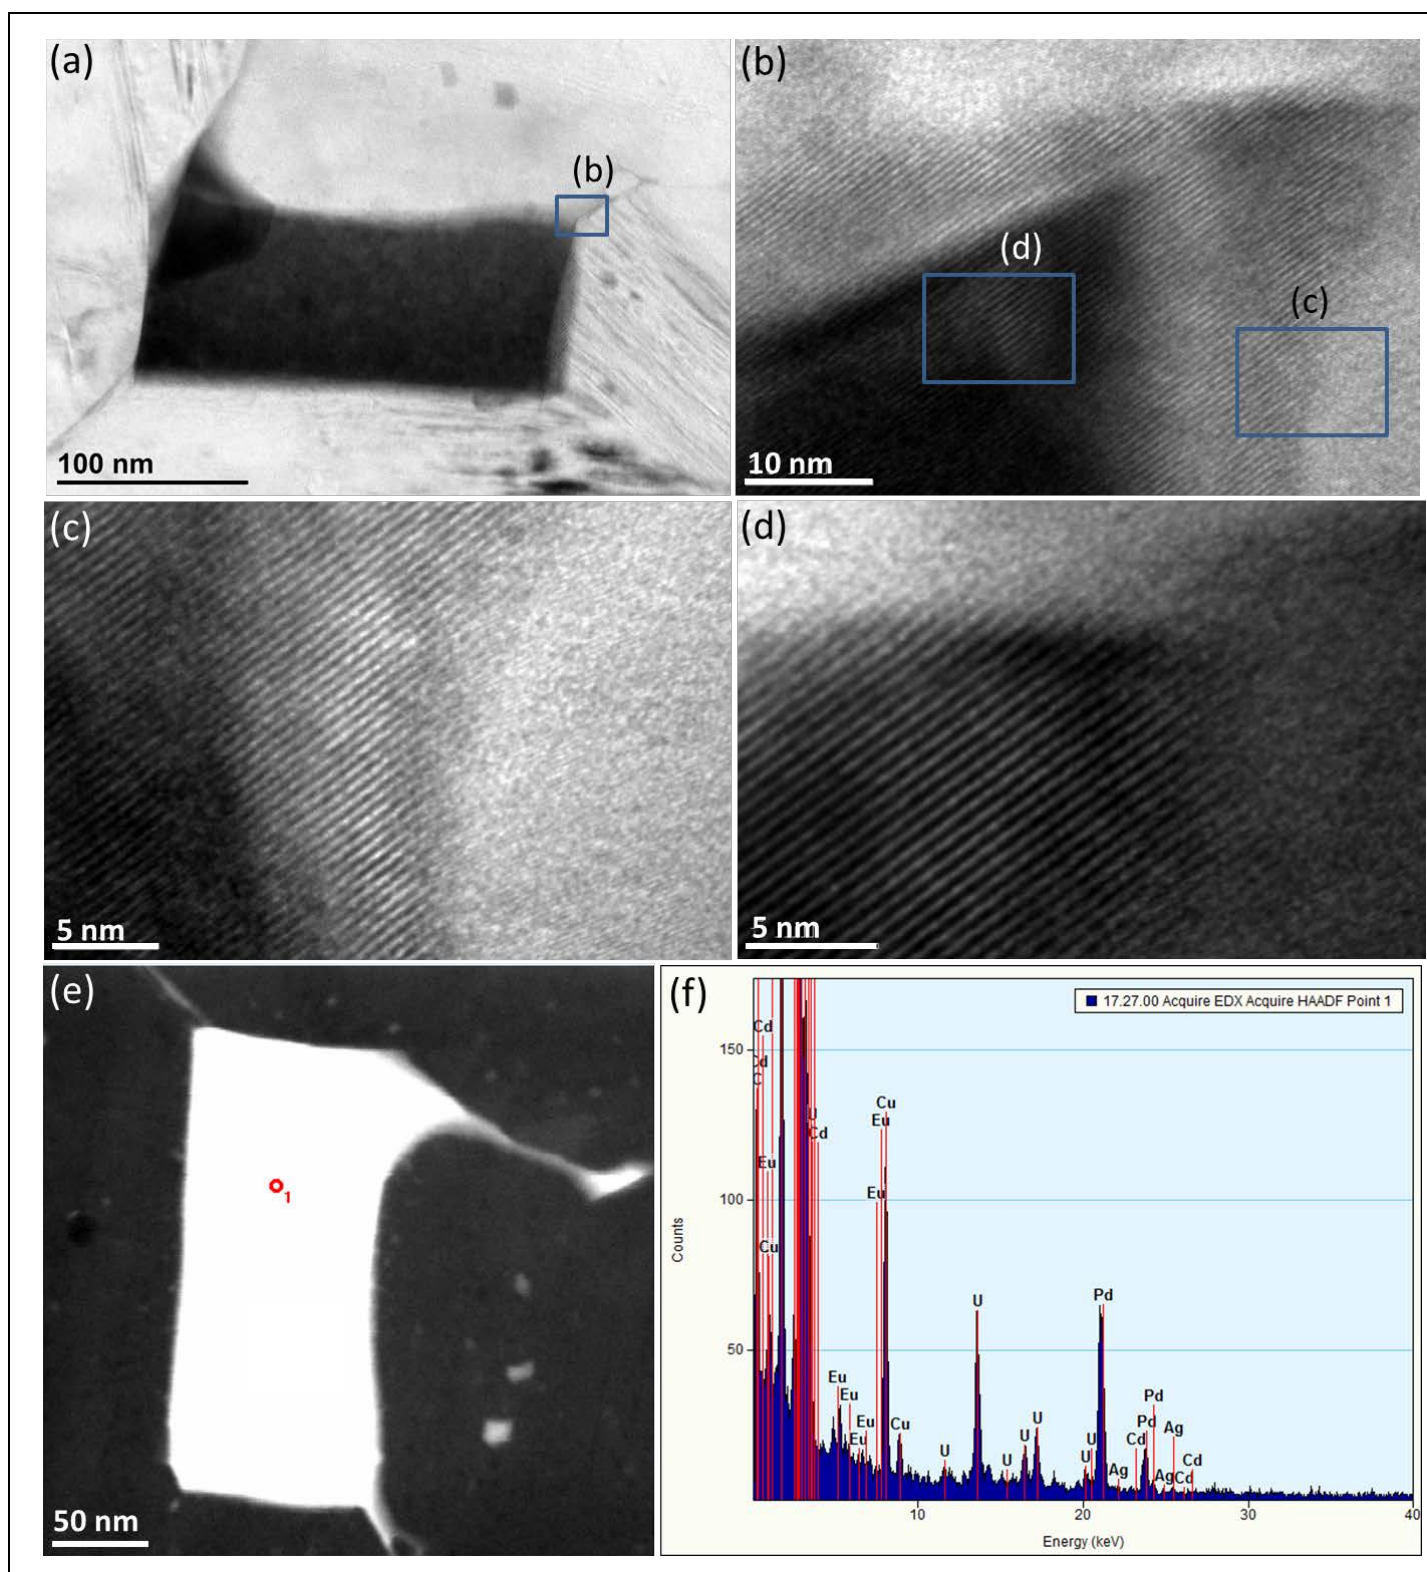 (a)
(b)
100 nm
(b)
(d)
(c)
10 nm
(c)
5 nm
(d)
5 nm
(e)
1
50 nm
(f)
17.27.00 Acquire EDX Acquire HAADF Point 1
Counts
150
100
50
Cd
Cd
C
U
Cd
Eu
Cu
Cu
Eu
Eu
Eu
Eu
Eu
Eu
Cu
U
U
U
U
U
U
U
Pd
Pd
Pd
Ag
Cd
Ag
Ag
Cd
Cd
10
20
30
40
Energy (keV)